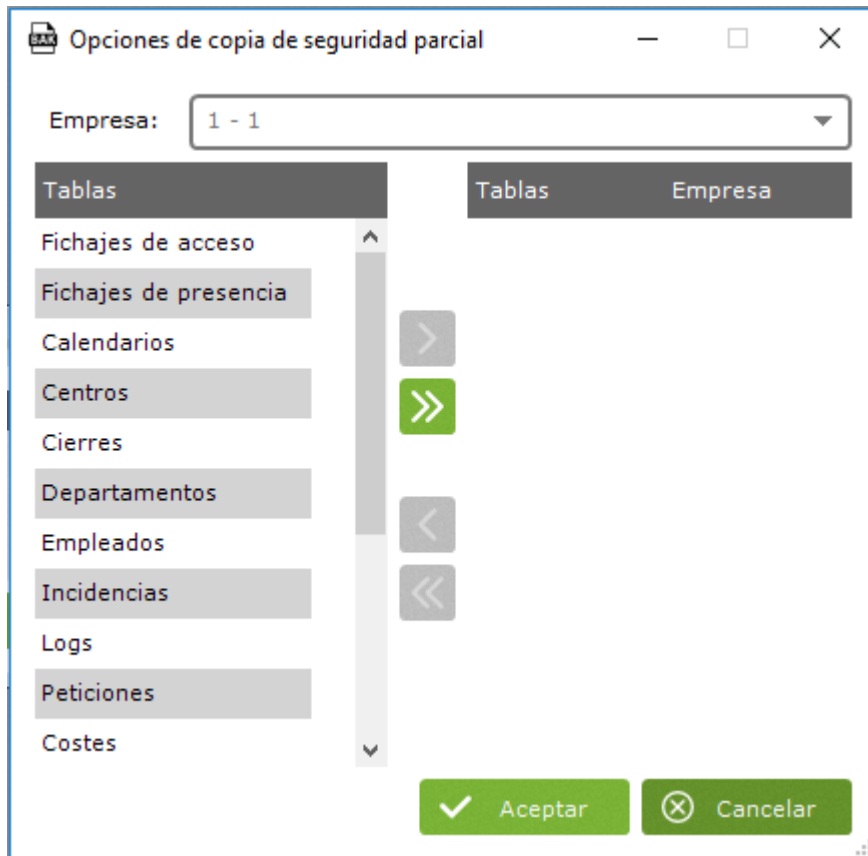 BAK Opciones de copia de seguridad parcial
Empresa: 1 - 1
Tablas
Fichajes de acceso
Fichajes de presencia
Calendarios
Centros
Cierres
Departamentos
Empleados
Incidencias
Logs
Peticiones
Costes
Tablas Empresa
Aceptar Cancelar